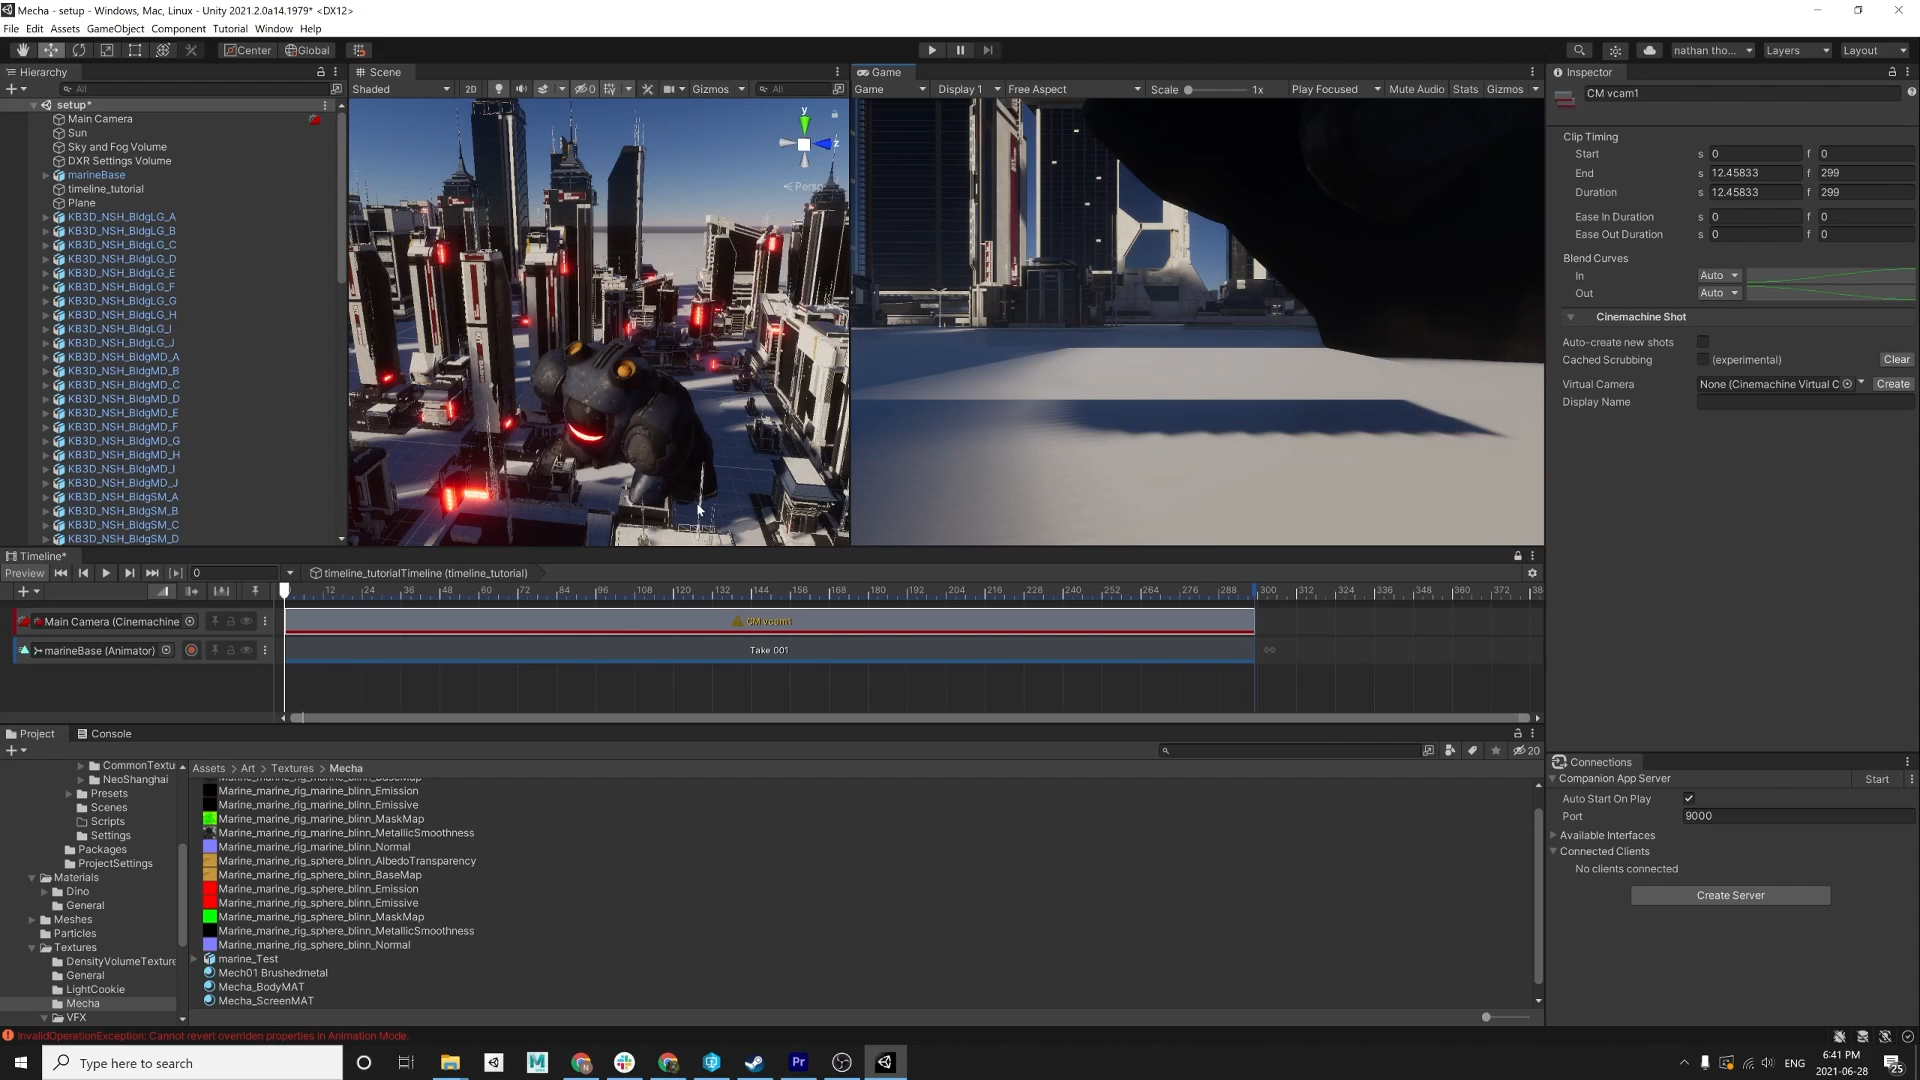 Mecha - setup - Windows, Mac, Linux - Unity 2021.2.0a14.1979* <DX12>
File Edit Assets GameObject Component Tutorial Window Help
Center Global nathan tho... Layers Layout
Hierarchy
All
setup*
Main Camera
Sun
Sky and Fog Volume
DXR Settings Volume
marineBase
timeline_tutorial
Plane
KB3D_NSH_BldgLG_A
KB3D_NSH_BldgLG_B
KB3D_NSH_BldgLG_C
KB3D_NSH_BldgLG_D
KB3D_NSH_BldgLG_E
KB3D_NSH_BldgLG_F
KB3D_NSH_BldgLG_G
KB3D_NSH_BldgLG_H
KB3D_NSH_BldgLG_I
KB3D_NSH_BldgLG_J
KB3D_NSH_BldgMD_A
KB3D_NSH_BldgMD_B
KB3D_NSH_BldgMD_C
KB3D_NSH_BldgMD_D
KB3D_NSH_BldgMD_E
KB3D_NSH_BldgMD_F
KB3D_NSH_BldgMD_G
KB3D_NSH_BldgMD_H
KB3D_NSH_BldgMD_I
KB3D_NSH_BldgMD_J
KB3D_NSH_BldgSM_A
KB3D_NSH_BldgSM_B
KB3D_NSH_BldgSM_C
KB3D_NSH_BldgSM_D
Scene
Shaded 2D 0 Gizmos All
y
z
Persp
Game
Game Display 1 Free Aspect Scale 1x Play Focused Mute Audio Stats Gizmos
Inspector
CM vcam1
Clip Timing
Start s 0 f 0
End s 12.45833 f 299
Duration s 12.45833 f 299
Ease In Duration s 0 f 0
Ease Out Duration s 0 f 0
Blend Curves
In Auto
Out Auto
Cinemachine Shot
Auto-create new shots
Cached Scrubbing (experimental) Clear
Virtual Camera None (Cinemachine Virtual C Create
Display Name
Timeline*
Preview 0 timeline_tutorialTimeline (timeline_tutorial)
12 24 36 48 60 72 84 96 108 120 132 144 156 168 180 192 204 216 228 240 252 264 276 288 300 312 324 336 348 360 372 38
Main Camera (Cinemachine CM vcam1
marineBase (Animator) Take 001
Project Console
20
CommonTextu
NeoShanghai
Presets
Scenes
Scripts
Settings
Packages
ProjectSettings
Materials
Dino
General
Meshes
Particles
Textures
DensityVolumeTexture
General
LightCookie
Mecha
VFX
Assets > Art > Textures > Mecha
Marine_marine_rig_marine_blinn_BaseMap
Marine_marine_rig_marine_blinn_Emission
Marine_marine_rig_marine_blinn_Emissive
Marine_marine_rig_marine_blinn_MaskMap
Marine_marine_rig_marine_blinn_MetallicSmoothness
Marine_marine_rig_marine_blinn_Normal
Marine_marine_rig_sphere_blinn_AlbedoTransparency
Marine_marine_rig_sphere_blinn_BaseMap
Marine_marine_rig_sphere_blinn_Emission
Marine_marine_rig_sphere_blinn_Emissive
Marine_marine_rig_sphere_blinn_MaskMap
Marine_marine_rig_sphere_blinn_MetallicSmoothness
Marine_marine_rig_sphere_blinn_Normal
marine_Test
Mech01 Brushedmetal
Mecha_BodyMAT
Mecha_ScreenMAT
Connections
Companion App Server Start
Auto Start On Play
Port 9000
Available Interfaces
Connected Clients
No clients connected
Create Server
InvalidOperationException: Cannot revert overriden properties in Animation Mode.
Type here to search
M
N
Pr
ENG
6:41 PM
2021-06-28
25